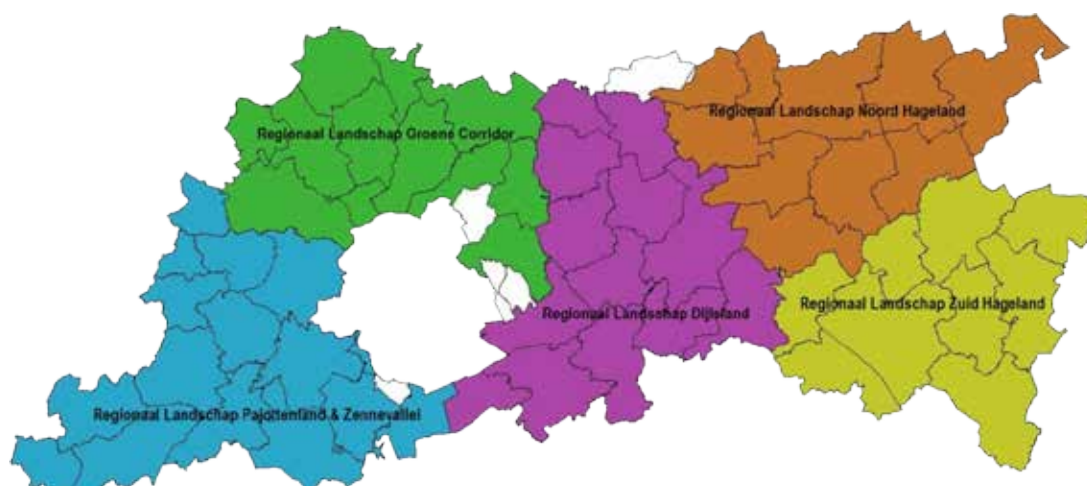 Regionaal Landschap Noord Hageland
Regionaal Landschap Groene Corridor
Regionaal Landschap Zuid Hageland
Regionaal Landschap Dijleland
Regionaal Landschap Pajottenland & Zennevallei